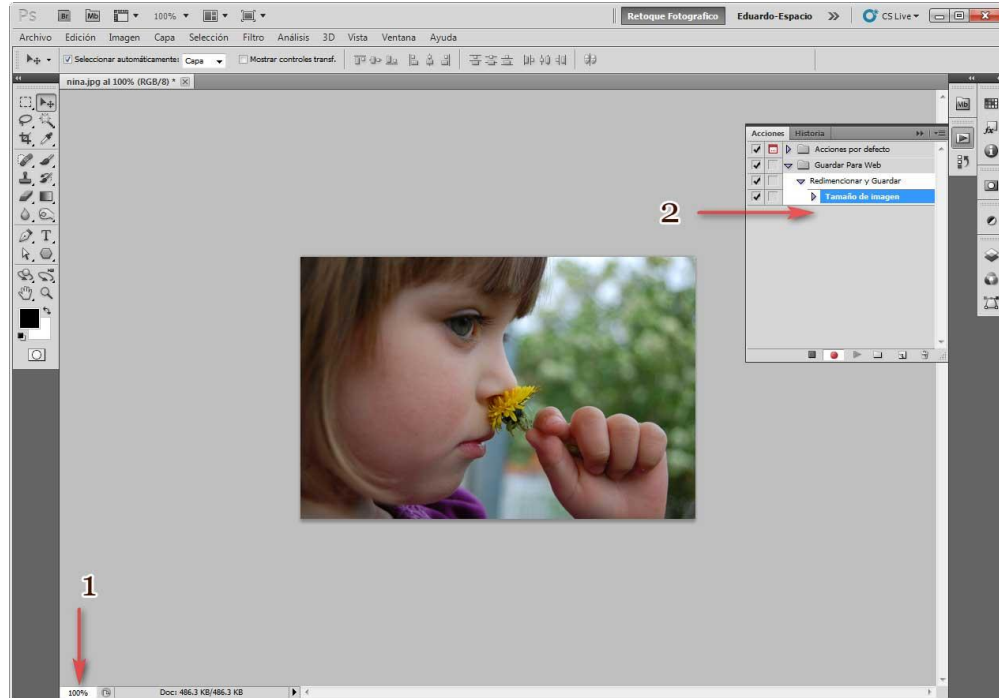 Ps Br Mb 100% Retoque Fotografico Eduardo-Espacio CS Live
Archivo Edición Imagen Capa Selección Filtro Análisis 3D Vista Ventana Ayuda
Seleccionar automáticamente: Capa Mostrar controles transf.
nina.jpg al 100% (RGB/8) *
Mb
Acciones Historia
Acciones por defecto
Guardar Para Web
Redimencionar y Guardar
Tamaño de imagen
2
1
100% Doc: 486.3 KB/486.3 KB